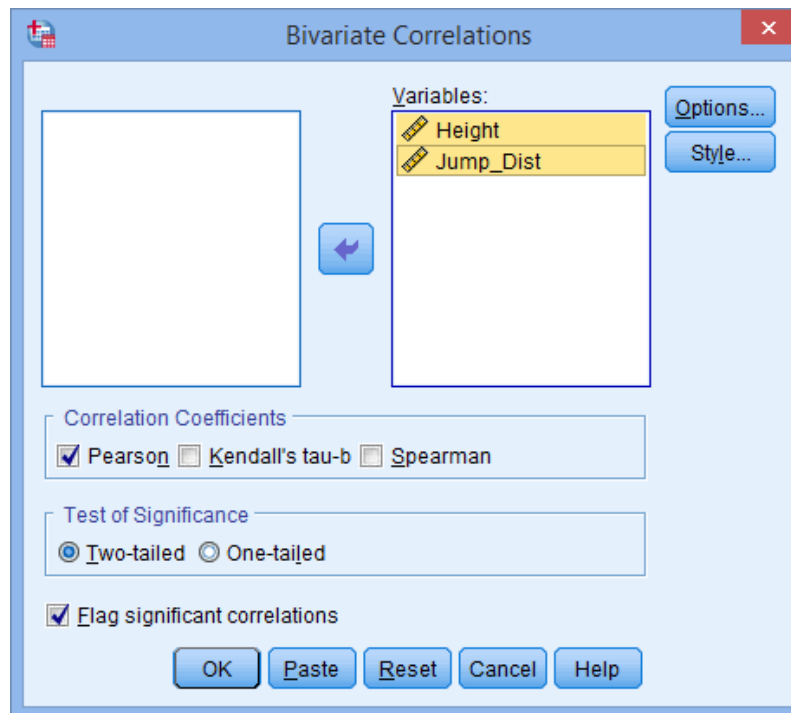 Bivariate Correlations
Variables:
Height
Jump_Dist
Options...
Style...
Correlation Coefficients
Pearson Kendall's tau-b Spearman
Test of Significance
Two-tailed One-tailed
Flag significant correlations
OK Paste Reset Cancel Help